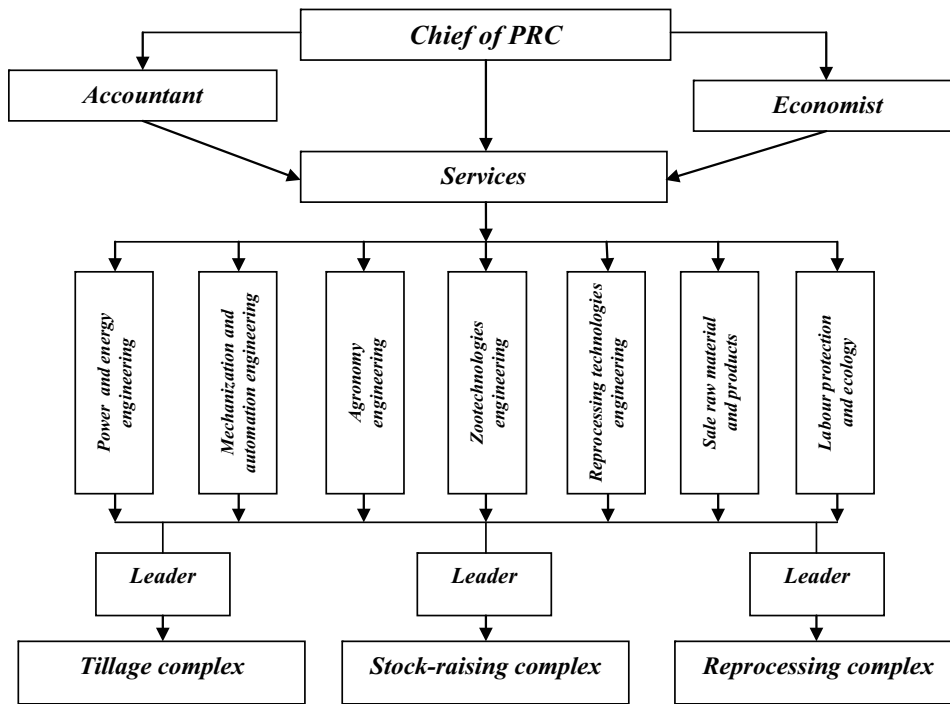 Chief of PRC
Accountant
Economist
Services
Power and energy
engineering
Mechanization and
automation engineering
Agronomy
engineering
Zootechnologies
engineering
Reprocessing technologies
engineering
Sale raw material
and products
Labour protection
and ecology
Leader
Leader
Leader
Tillage complex
Stock-raising complex
Reprocessing complex